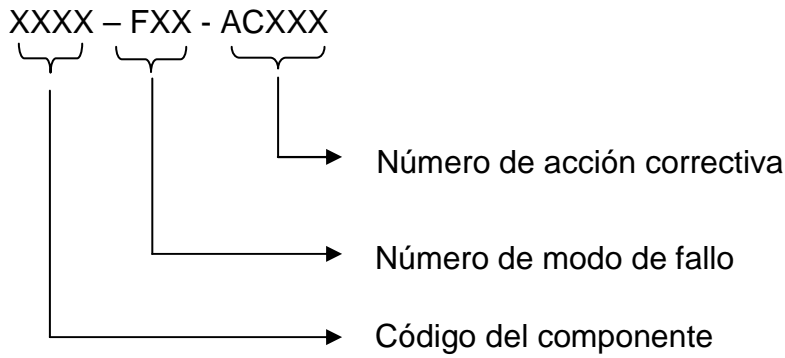 XXXX – FXX - ACXXX
Número de acción correctiva
Número de modo de fallo
Código del componente